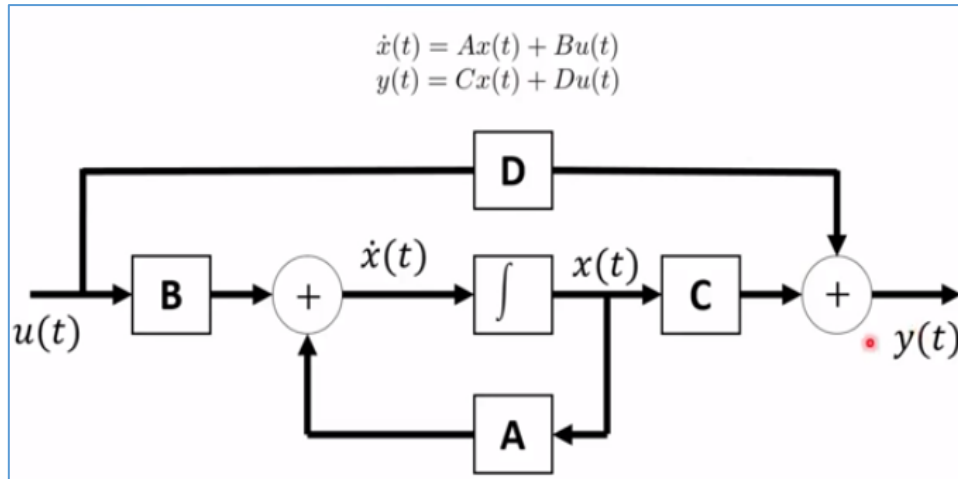 ẋ(t) = Ax(t) + Bu(t)
y(t) = Cx(t) + Du(t)
D
ẋ(t)
x(t)
B
+
∫
C
+
u(t)
y(t)
A